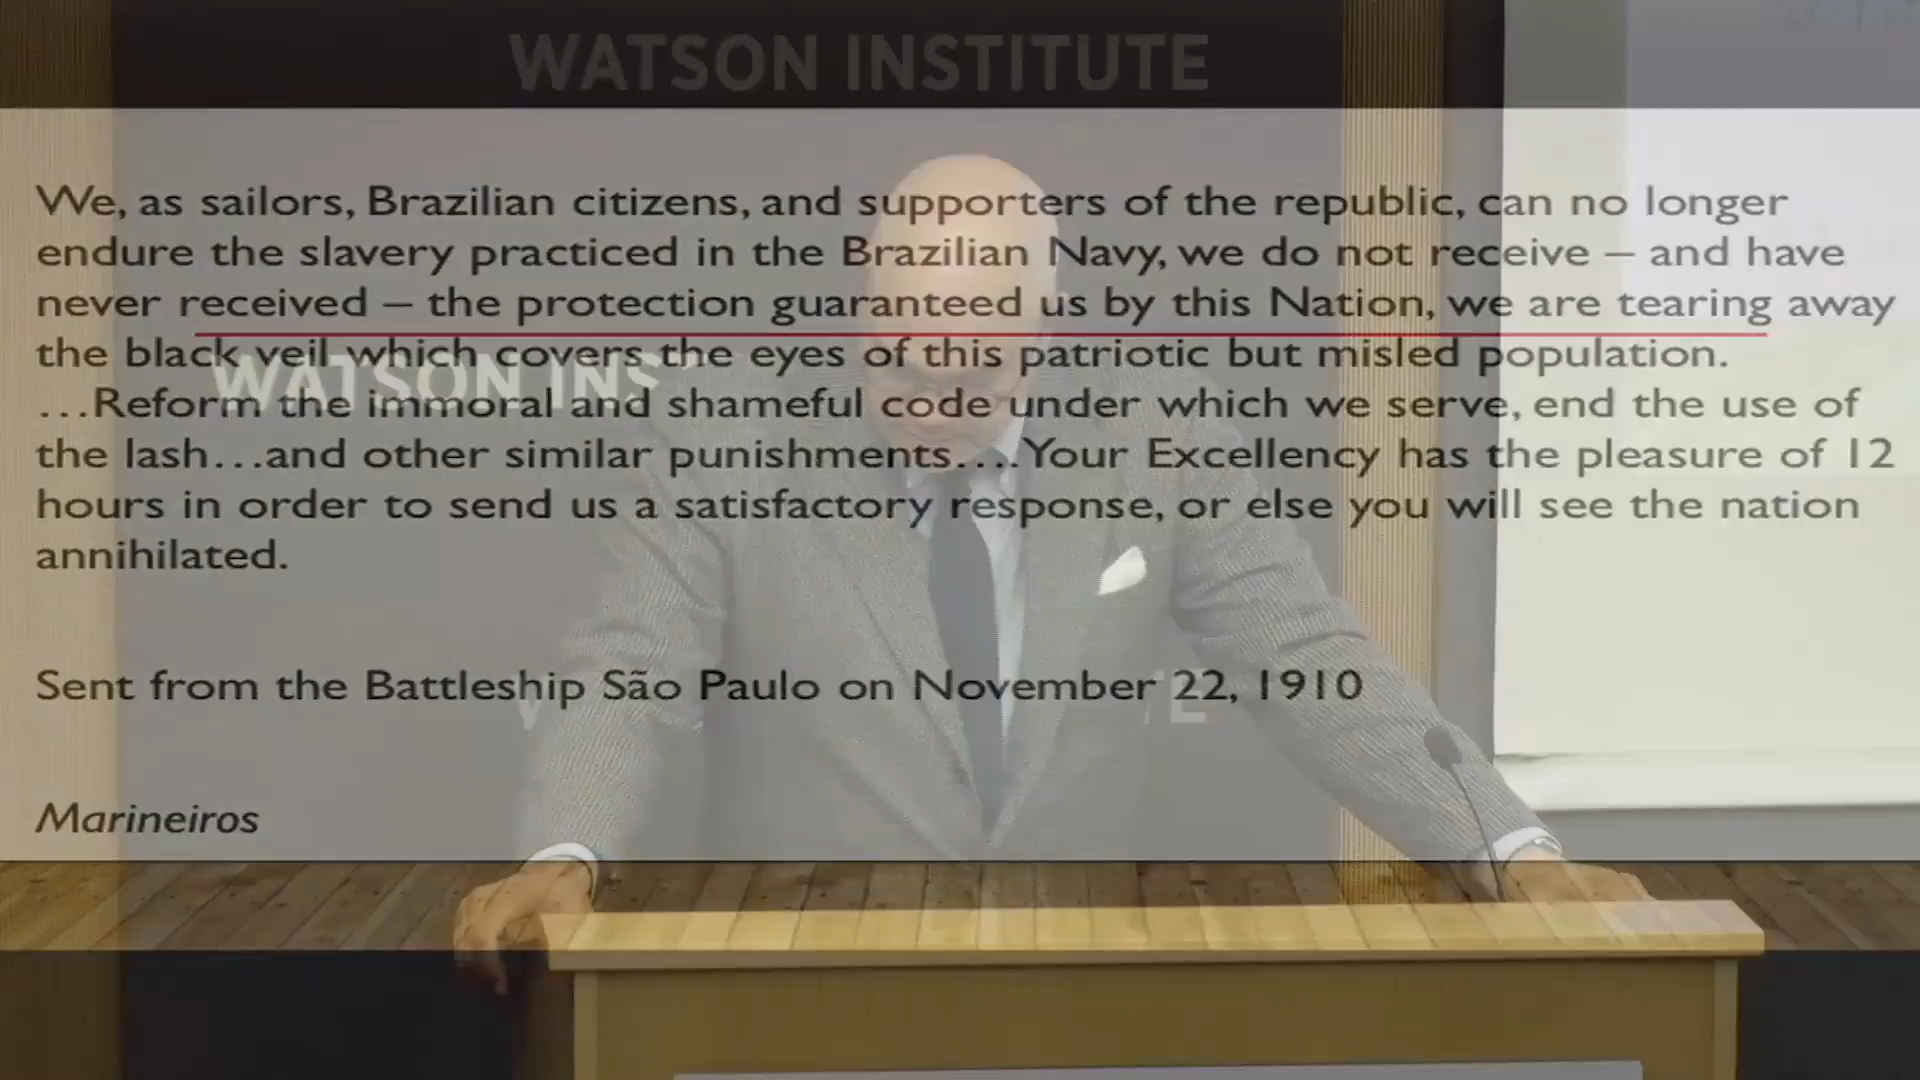 WATSON INSTITUTE
We, as sailors, Brazilian citizens, and supporters of the republic, can no longer
endure the slavery practiced in the Brazilian Navy, we do not receive – and have
never received – the protection guaranteed us by this Nation, we are tearing away
the black veil which covers the eyes of this patriotic but misled population.
WATSON INS
…Reform the immoral and shameful code under which we serve, end the use of
the lash…and other similar punishments….Your Excellency has the pleasure of 12
hours in order to send us a satisfactory response, or else you will see the nation
annihilated.
Sent from the Battleship São Paulo on November 22, 1910
Marineiros